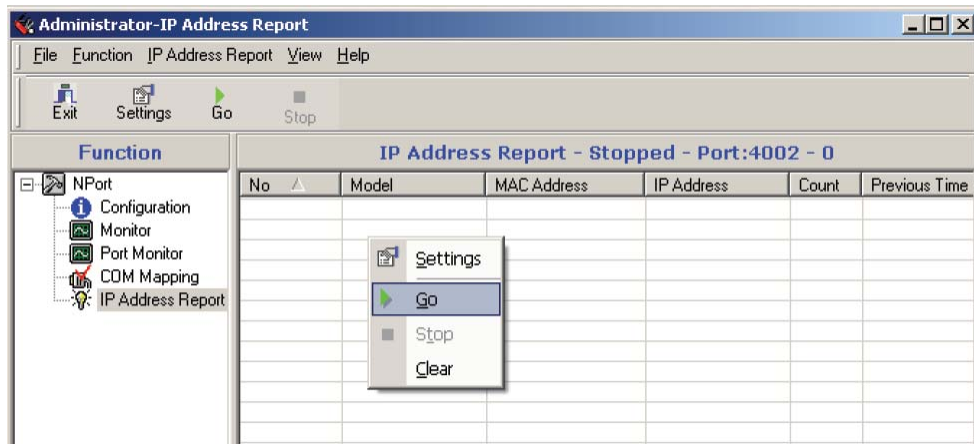 Administrator-IP Address Report
File Function IP Address Report View Help
Exit Settings Go Stop
Function
IP Address Report - Stopped - Port:4002 - 0
NPort
Configuration
Monitor
Port Monitor
COM Mapping
IP Address Report
No Model MAC Address IP Address Count Previous Time
Settings
Go
Stop
Clear